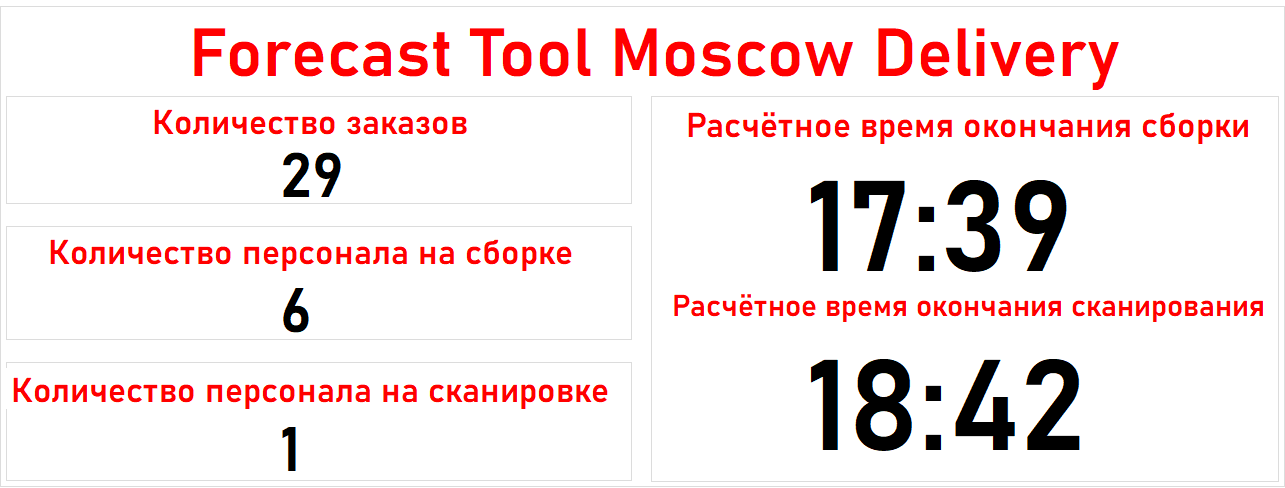 Forecast Tool Moscow Delivery
Количество заказов
29
Количество персонала на сборке
6
Количество персонала на сканировке
1
Расчётное время окончания сборки
17:39
Расчётное время окончания сканирования
18:42